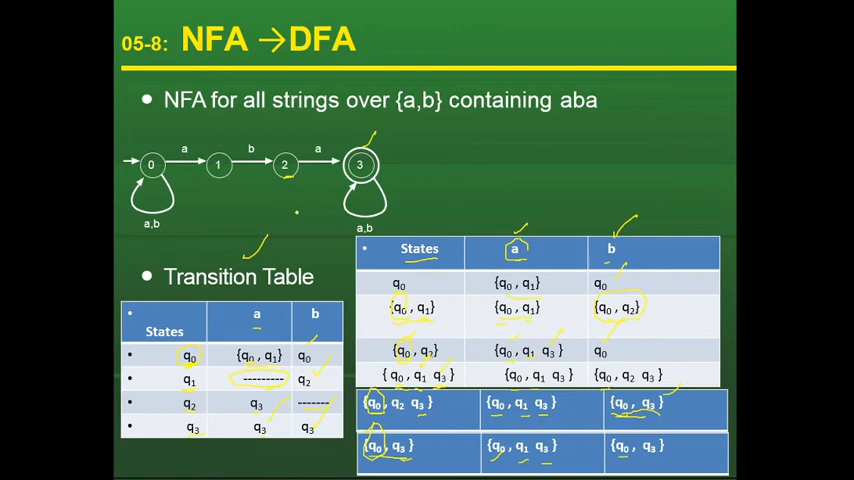 05-8: NFA →DFA
• NFA for all strings over {a,b} containing aba
a b a
0 1 2 3
a,b a,b
• Transition Table
• States a b
• q0 {q0 , q1} q0
• q1 --------- q2
• q2 q3 -------
• q3 q3 q3
• States a b
q0 {q0 , q1} q0
{q0 , q1} {q0 , q1} {q0 , q2}
{q0 , q2} {q0 , q1 q3 } q0
{ q0 , q1 q3 } {q0 , q1 q3 } {q0 , q2 q3 }
{q0 , q2 q3 } {q0 , q1 q3 } {q0 , q3 }
{q0 , q3 } {q0 , q1 q3 } {q0 , q3 }